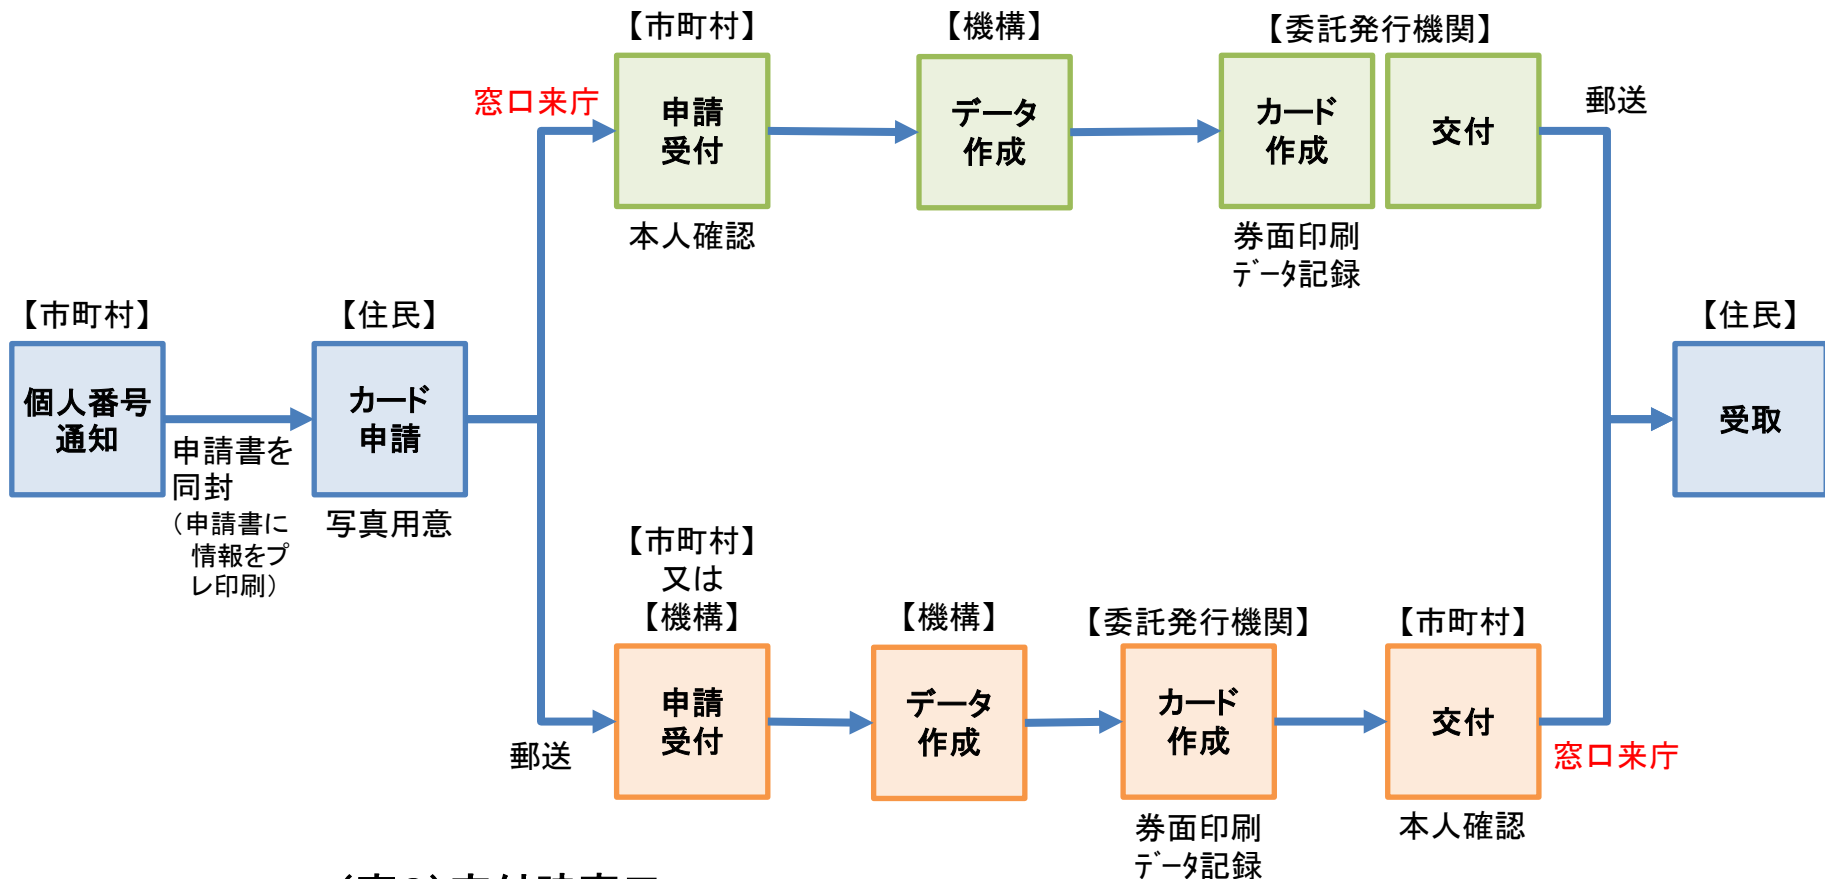 【市町村】
個人番号
通知
申請書を
同封
（申請書に
情報をプ
レ印刷）
【住民】
カード
申請
写真用意
窓口来庁
【市町村】
申請
受付
本人確認
【機構】
データ
作成
【委託発行機関】
カード
作成
券面印刷
ﾃﾞｰﾀ記録
交付
郵送
郵送
【市町村】
又は
【機構】
申請
受付
【機構】
データ
作成
【委託発行機関】
カード
作成
券面印刷
ﾃﾞｰﾀ記録
【市町村】
交付
本人確認
窓口来庁
【住民】
受取